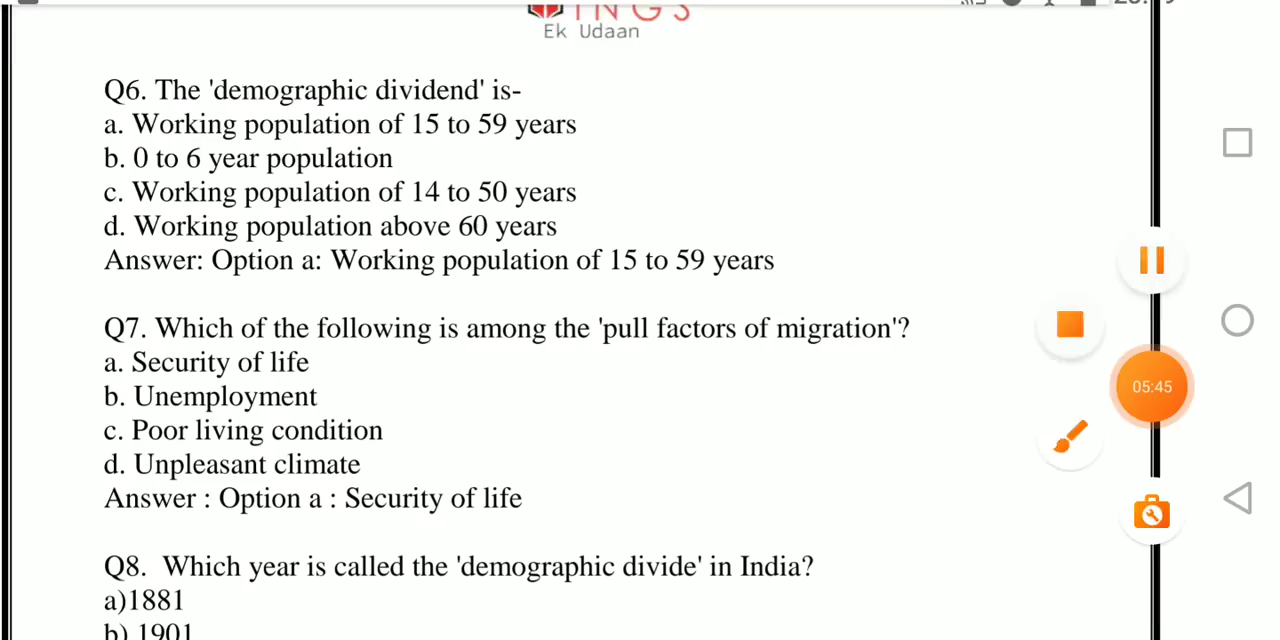 Ek Udaan
Q6. The 'demographic dividend' is-
a. Working population of 15 to 59 years
b. 0 to 6 year population
c. Working population of 14 to 50 years
d. Working population above 60 years
Answer: Option a: Working population of 15 to 59 years
Q7. Which of the following is among the 'pull factors of migration'?
a. Security of life
b. Unemployment
c. Poor living condition
d. Unpleasant climate
Answer : Option a : Security of life
Q8.  Which year is called the 'demographic divide' in India?
a)1881
b) 1901
05:45